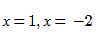 x = 1, x = −2